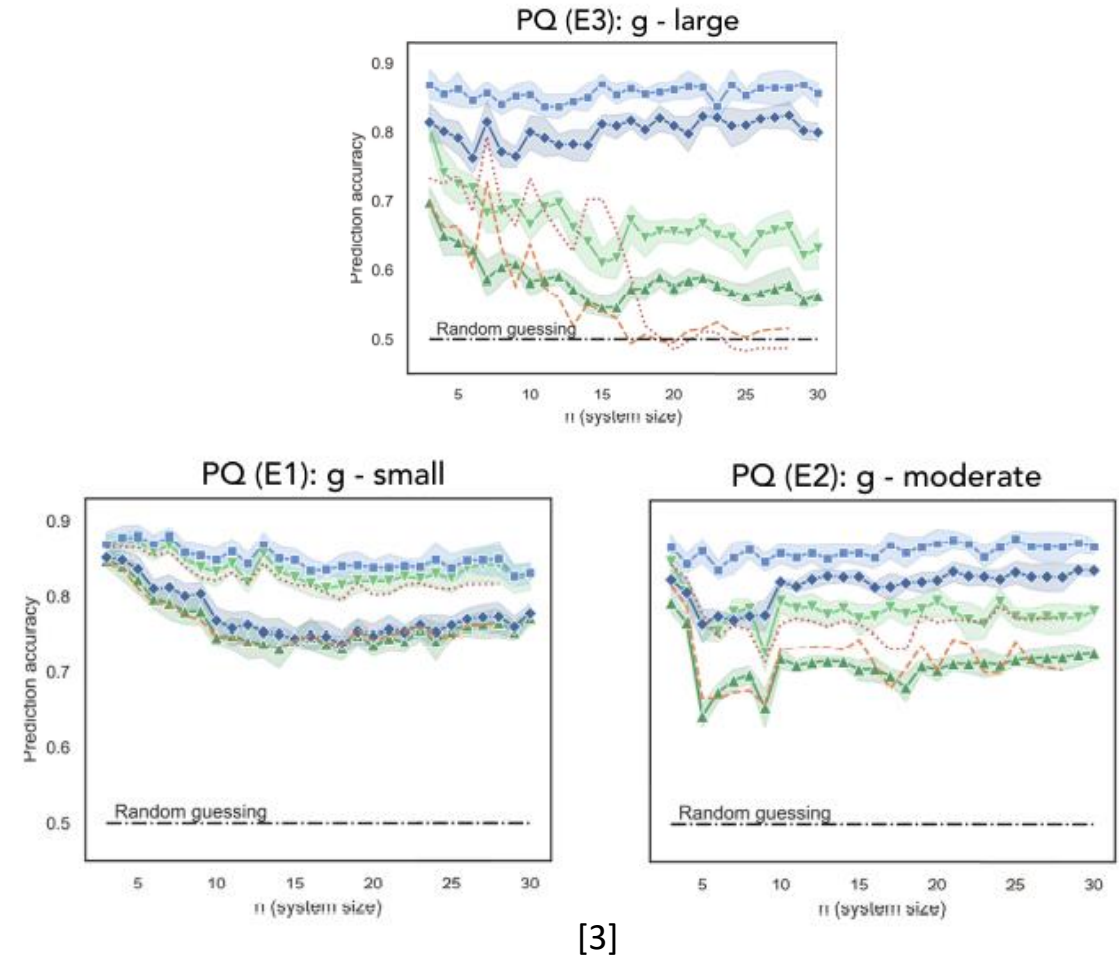 PQ (E3): g - large
0.9
0.8
0.7
0.6
0.5
Prediction accuracy
Random guessing
5 10 15 20 25 30
n (system size)
PQ (E1): g - small
0.9
0.8
0.7
0.6
0.5
Prediction accuracy
Random guessing
5 10 15 20 25 30
n (system size)
PQ (E2): g - moderate
Random guessing
5 10 15 20 25 30
n (system size)
[3]